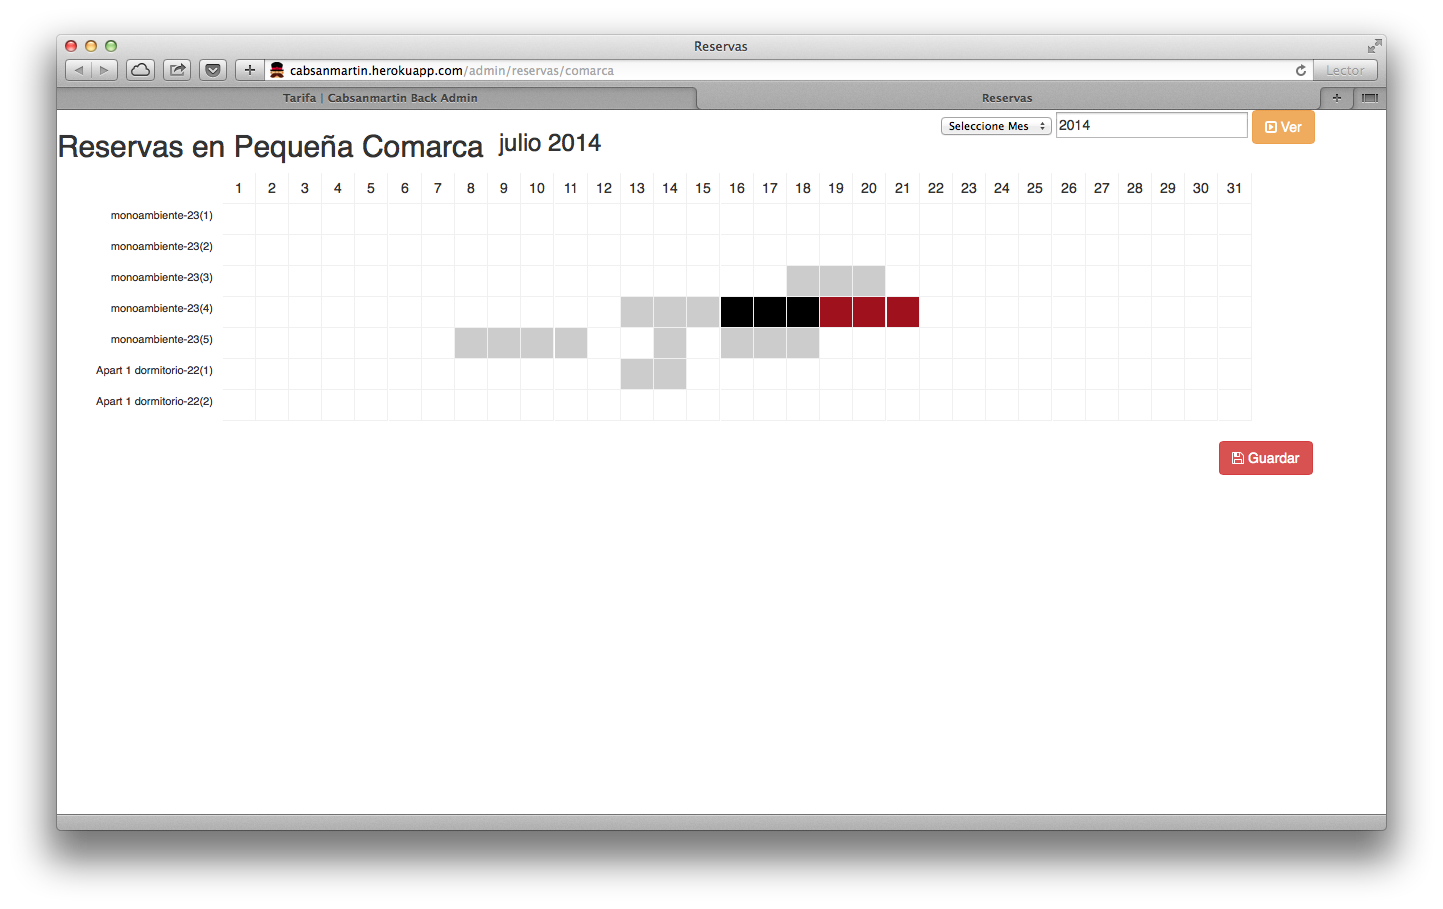 Reservas
cabsanmartin.herokuapp.com/admin/reservas/comarca
Lector
Tarifa | Cabsanmartin Back Admin
Reservas
Seleccione Mes
2014
Ver
Reservas en Pequeña Comarca julio 2014
1 2 3 4 5 6 7 8 9 10 11 12 13 14 15 16 17 18 19 20 21 22 23 24 25 26 27 28 29 30 31
monoambiente-23(1)
monoambiente-23(2)
monoambiente-23(3)
monoambiente-23(4)
monoambiente-23(5)
Apart 1 dormitorio-22(1)
Apart 1 dormitorio-22(2)
Guardar